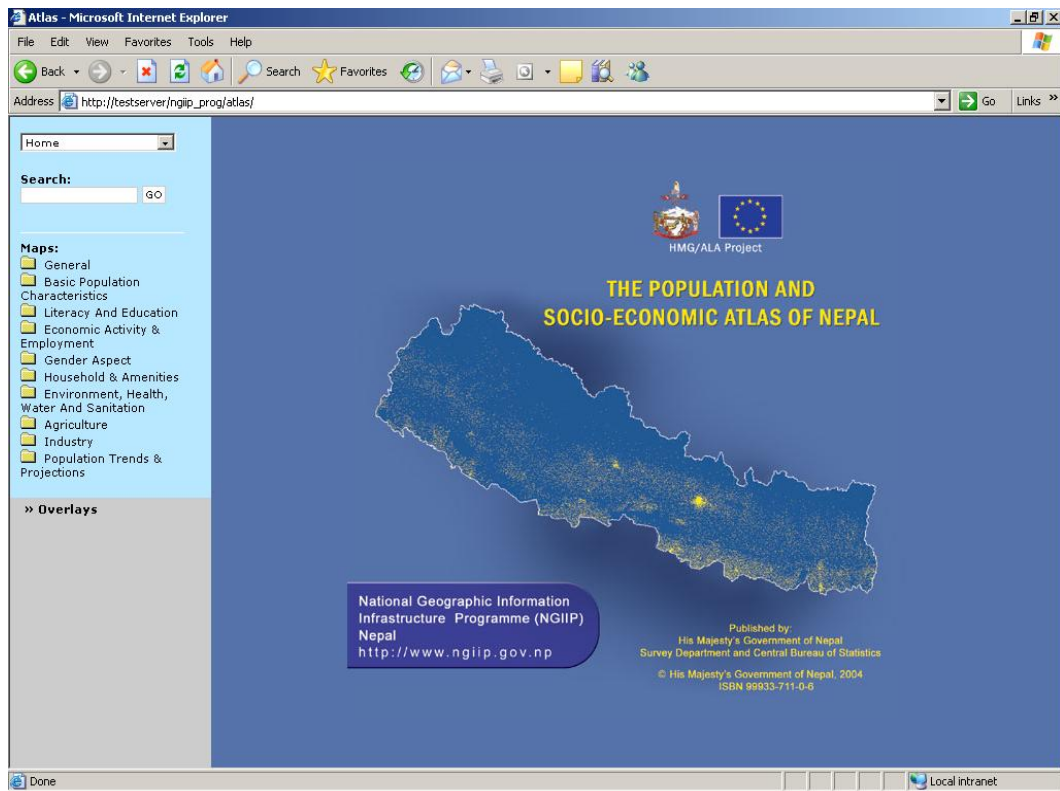 Atlas - Microsoft Internet Explorer
File Edit View Favorites Tools Help
Back Search Favorites
Address http://testserver/ngiip_prog/atlas/ Go Links »
Home
Search:
GO
Maps:
General
Basic Population
Characteristics
Literacy And Education
Economic Activity &
Employment
Gender Aspect
Household & Amenities
Environment, Health,
Water And Sanitation
Agriculture
Industry
Population Trends &
Projections
» Overlays
HMG/ALA Project
THE POPULATION AND
SOCIO-ECONOMIC ATLAS OF NEPAL
National Geographic Information
Infrastructure Programme (NGIIP)
Nepal
http://www.ngiip.gov.np
Published by:
His Majesty's Government of Nepal
Survey Department and Central Bureau of Statistics
© His Majesty's Government of Nepal, 2004
ISBN 99933-711-0-6
Done Local intranet